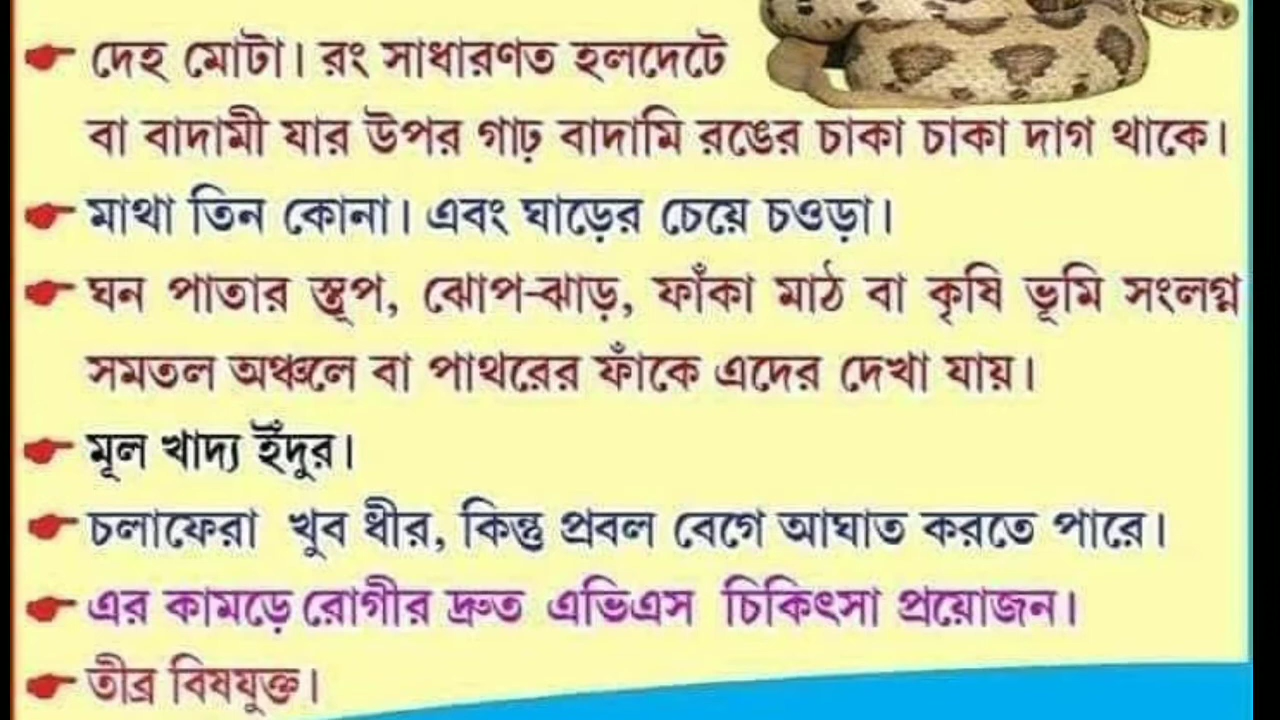 দেহ মোটা। রং সাধারণত হলদেটে
বা বাদামী যার উপর গাঢ় বাদামি রঙের চাকা চাকা দাগ থাকে।
মাথা তিন কোনা। এবং ঘাড়ের চেয়ে চওড়া।
ঘন পাতার স্তূপ, ঝোপ-ঝাড়, ফাঁকা মাঠ বা কৃষি ভূমি সংলগ্ন
সমতল অঞ্চলে বা পাথরের ফাঁকে এদের দেখা যায়।
মূল খাদ্য ইঁদুর।
চলাফেরা খুব ধীর, কিন্তু প্রবল বেগে আঘাত করতে পারে।
এর কামড়ে রোগীর দ্রুত এভিএস চিকিৎসা প্রয়োজন।
তীব্র বিষযুক্ত।